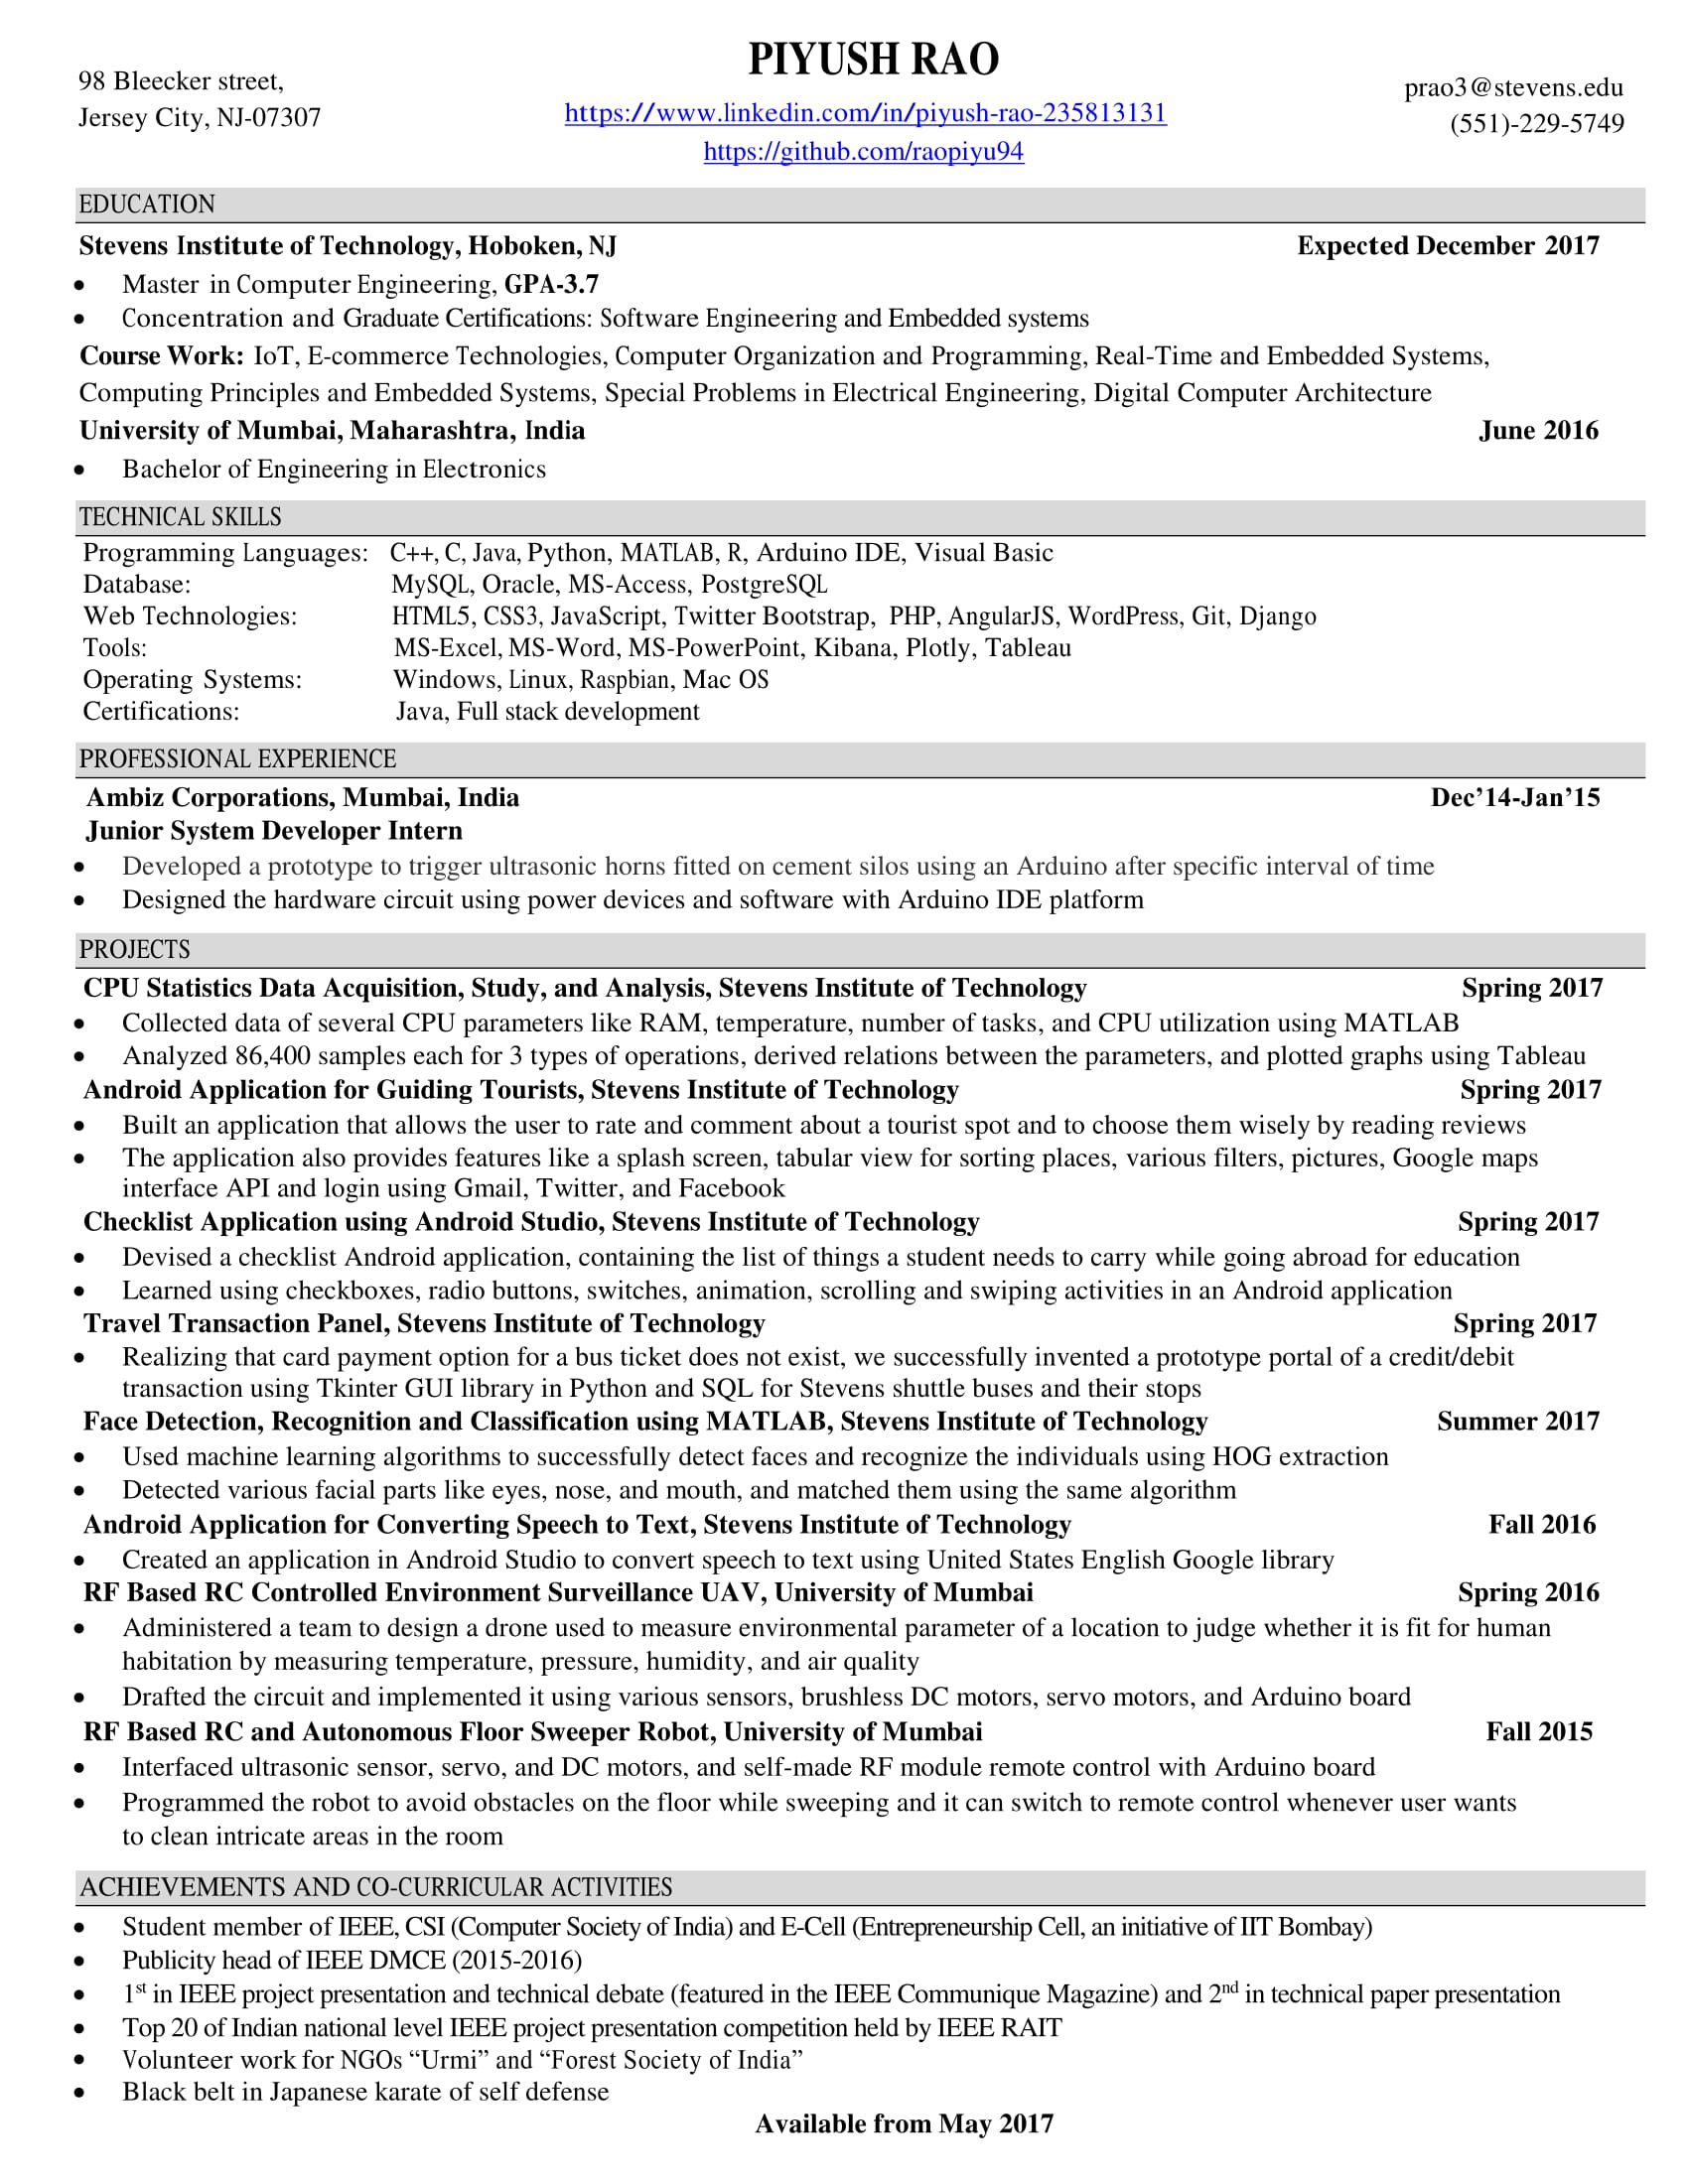 PIYUSH RAO
98 Bleecker street,
Jersey City, NJ-07307
https://www.linkedin.com/in/piyush-rao-235813131
https://github.com/raopiyu94
prao3@stevens.edu
(551)-229-5749
EDUCATION
Stevens Institute of Technology, Hoboken, NJ Expected December 2017
• Master in Computer Engineering, GPA-3.7
• Concentration and Graduate Certifications: Software Engineering and Embedded systems
Course Work: IoT, E-commerce Technologies, Computer Organization and Programming, Real-Time and Embedded Systems,
Computing Principles and Embedded Systems, Special Problems in Electrical Engineering, Digital Computer Architecture
University of Mumbai, Maharashtra, India June 2016
• Bachelor of Engineering in Electronics
TECHNICAL SKILLS
Programming Languages: C++, C, Java, Python, MATLAB, R, Arduino IDE, Visual Basic
Database: MySQL, Oracle, MS-Access, PostgreSQL
Web Technologies: HTML5, CSS3, JavaScript, Twitter Bootstrap, PHP, AngularJS, WordPress, Git, Django
Tools: MS-Excel, MS-Word, MS-PowerPoint, Kibana, Plotly, Tableau
Operating Systems: Windows, Linux, Raspbian, Mac OS
Certifications: Java, Full stack development
PROFESSIONAL EXPERIENCE
Ambiz Corporations, Mumbai, India Dec’14-Jan’15
Junior System Developer Intern
• Developed a prototype to trigger ultrasonic horns fitted on cement silos using an Arduino after specific interval of time
• Designed the hardware circuit using power devices and software with Arduino IDE platform
PROJECTS
CPU Statistics Data Acquisition, Study, and Analysis, Stevens Institute of Technology Spring 2017
• Collected data of several CPU parameters like RAM, temperature, number of tasks, and CPU utilization using MATLAB
• Analyzed 86,400 samples each for 3 types of operations, derived relations between the parameters, and plotted graphs using Tableau
Android Application for Guiding Tourists, Stevens Institute of Technology Spring 2017
• Built an application that allows the user to rate and comment about a tourist spot and to choose them wisely by reading reviews
• The application also provides features like a splash screen, tabular view for sorting places, various filters, pictures, Google maps
interface API and login using Gmail, Twitter, and Facebook
Checklist Application using Android Studio, Stevens Institute of Technology Spring 2017
• Devised a checklist Android application, containing the list of things a student needs to carry while going abroad for education
• Learned using checkboxes, radio buttons, switches, animation, scrolling and swiping activities in an Android application
Travel Transaction Panel, Stevens Institute of Technology Spring 2017
• Realizing that card payment option for a bus ticket does not exist, we successfully invented a prototype portal of a credit/debit
transaction using Tkinter GUI library in Python and SQL for Stevens shuttle buses and their stops
Face Detection, Recognition and Classification using MATLAB, Stevens Institute of Technology Summer 2017
• Used machine learning algorithms to successfully detect faces and recognize the individuals using HOG extraction
• Detected various facial parts like eyes, nose, and mouth, and matched them using the same algorithm
Android Application for Converting Speech to Text, Stevens Institute of Technology Fall 2016
• Created an application in Android Studio to convert speech to text using United States English Google library
RF Based RC Controlled Environment Surveillance UAV, University of Mumbai Spring 2016
• Administered a team to design a drone used to measure environmental parameter of a location to judge whether it is fit for human
habitation by measuring temperature, pressure, humidity, and air quality
• Drafted the circuit and implemented it using various sensors, brushless DC motors, servo motors, and Arduino board
RF Based RC and Autonomous Floor Sweeper Robot, University of Mumbai Fall 2015
• Interfaced ultrasonic sensor, servo, and DC motors, and self-made RF module remote control with Arduino board
• Programmed the robot to avoid obstacles on the floor while sweeping and it can switch to remote control whenever user wants
to clean intricate areas in the room
ACHIEVEMENTS AND CO-CURRICULAR ACTIVITIES
• Student member of IEEE, CSI (Computer Society of India) and E-Cell (Entrepreneurship Cell, an initiative of IIT Bombay)
• Publicity head of IEEE DMCE (2015-2016)
• 1st in IEEE project presentation and technical debate (featured in the IEEE Communique Magazine) and 2nd in technical paper presentation
• Top 20 of Indian national level IEEE project presentation competition held by IEEE RAIT
• Volunteer work for NGOs “Urmi” and “Forest Society of India”
• Black belt in Japanese karate of self defense
Available from May 2017